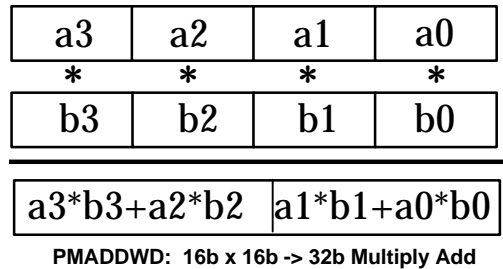 a3 a2 a1 a0
* * * *
b3 b2 b1 b0
a3*b3+a2*b2 a1*b1+a0*b0
PMADDWD: 16b x 16b -> 32b Multiply Add